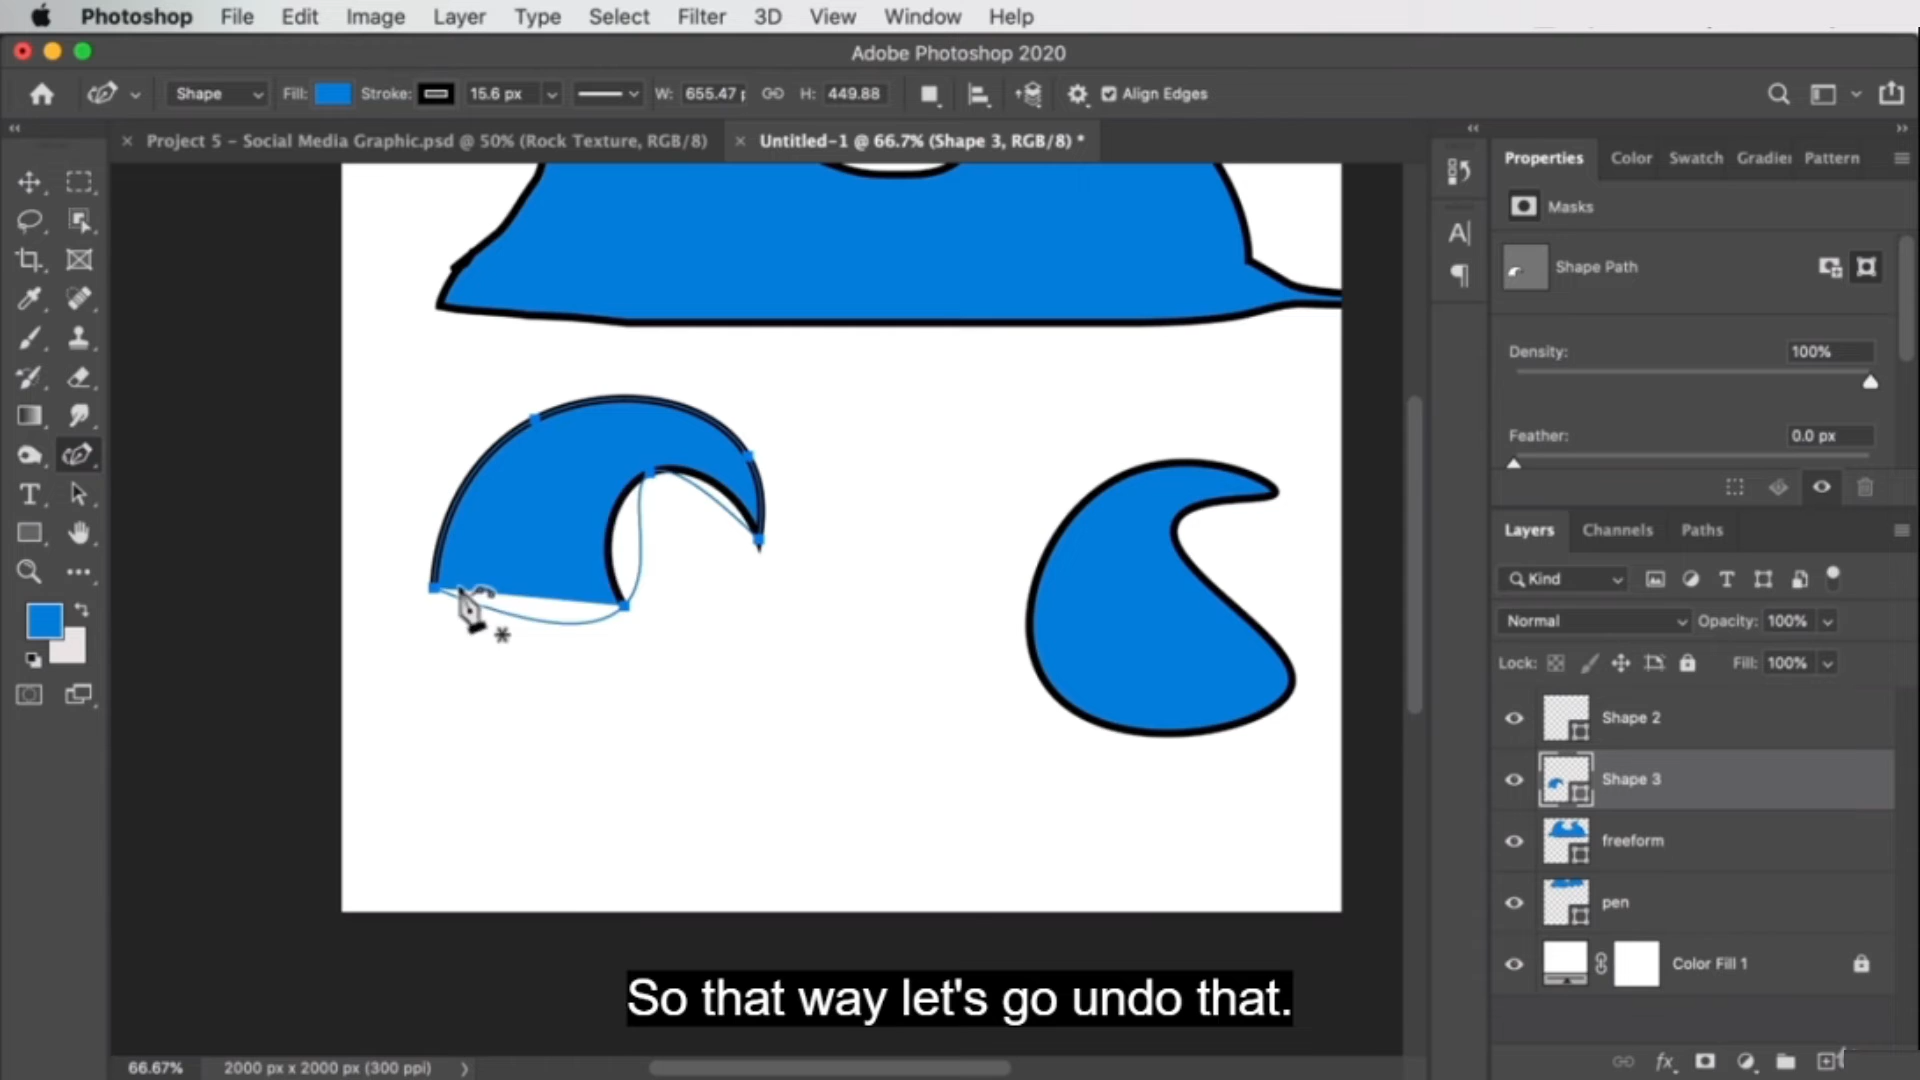 Photoshop File Edit Image Layer Type Select Filter 3D View Window Help
Adobe Photoshop 2020
Shape Fill: Stroke: 15.6 px W: 655.47 H: 449.88 Align Edges
Project 5 - Social Media Graphic.psd @ 50% (Rock Texture, RGB/8)
Untitled-1 @ 66.7% (Shape 3, RGB/8) *
Properties Color Swatch Gradie Pattern
Masks
Shape Path
Density: 100%
Feather: 0.0 px
Layers Channels Paths
Kind
Normal Opacity: 100%
Lock: Fill: 100%
Shape 2
Shape 3
freeform
pen
Color Fill 1
So that way let's go undo that.
66.67% 2000 px x 2000 px (300 ppi)